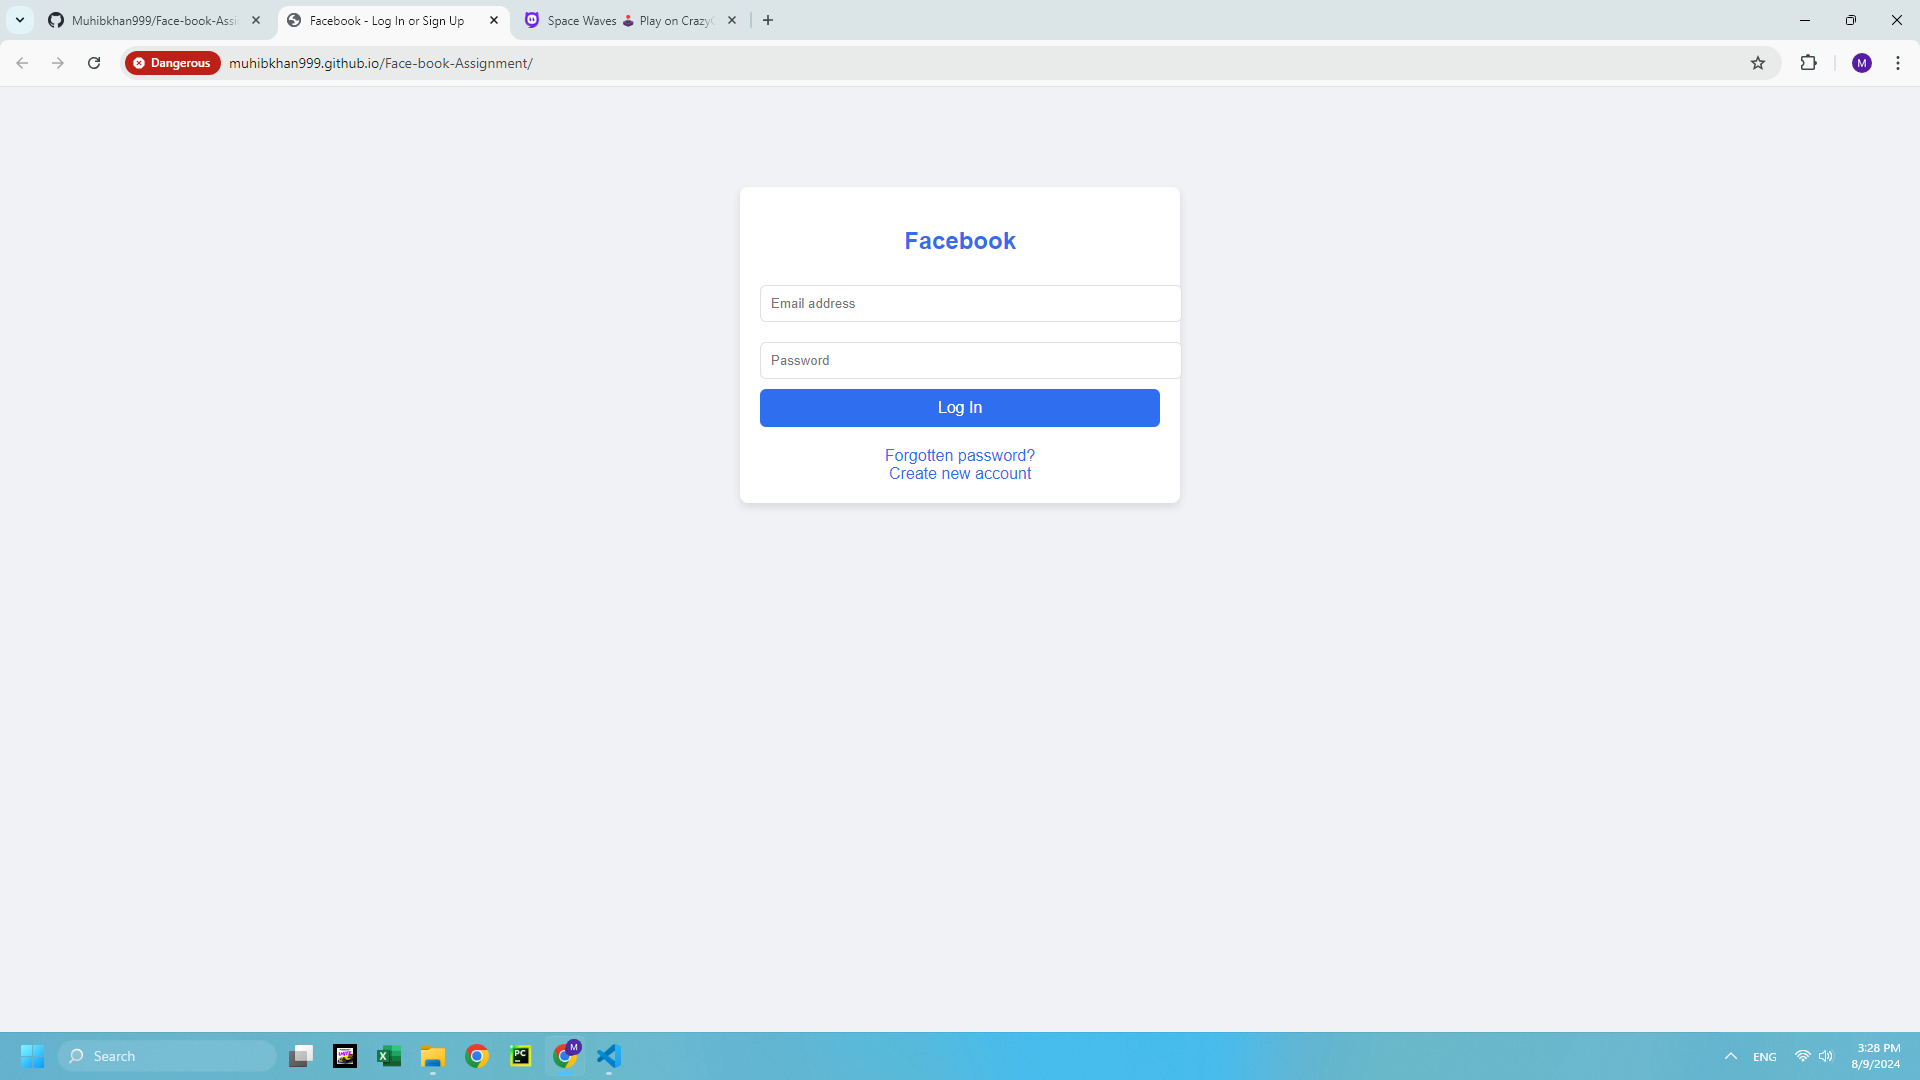 Muhibkhan999/Face-book-Assi
Facebook - Log In or Sign Up
Space Waves Play on Crazy
Dangerous
muhibkhan999.github.io/Face-book-Assignment/
M
Facebook
Email address
Password
Log In
Forgotten password?
Create new account
Search
PC
M
ENG
3:28 PM
8/9/2024